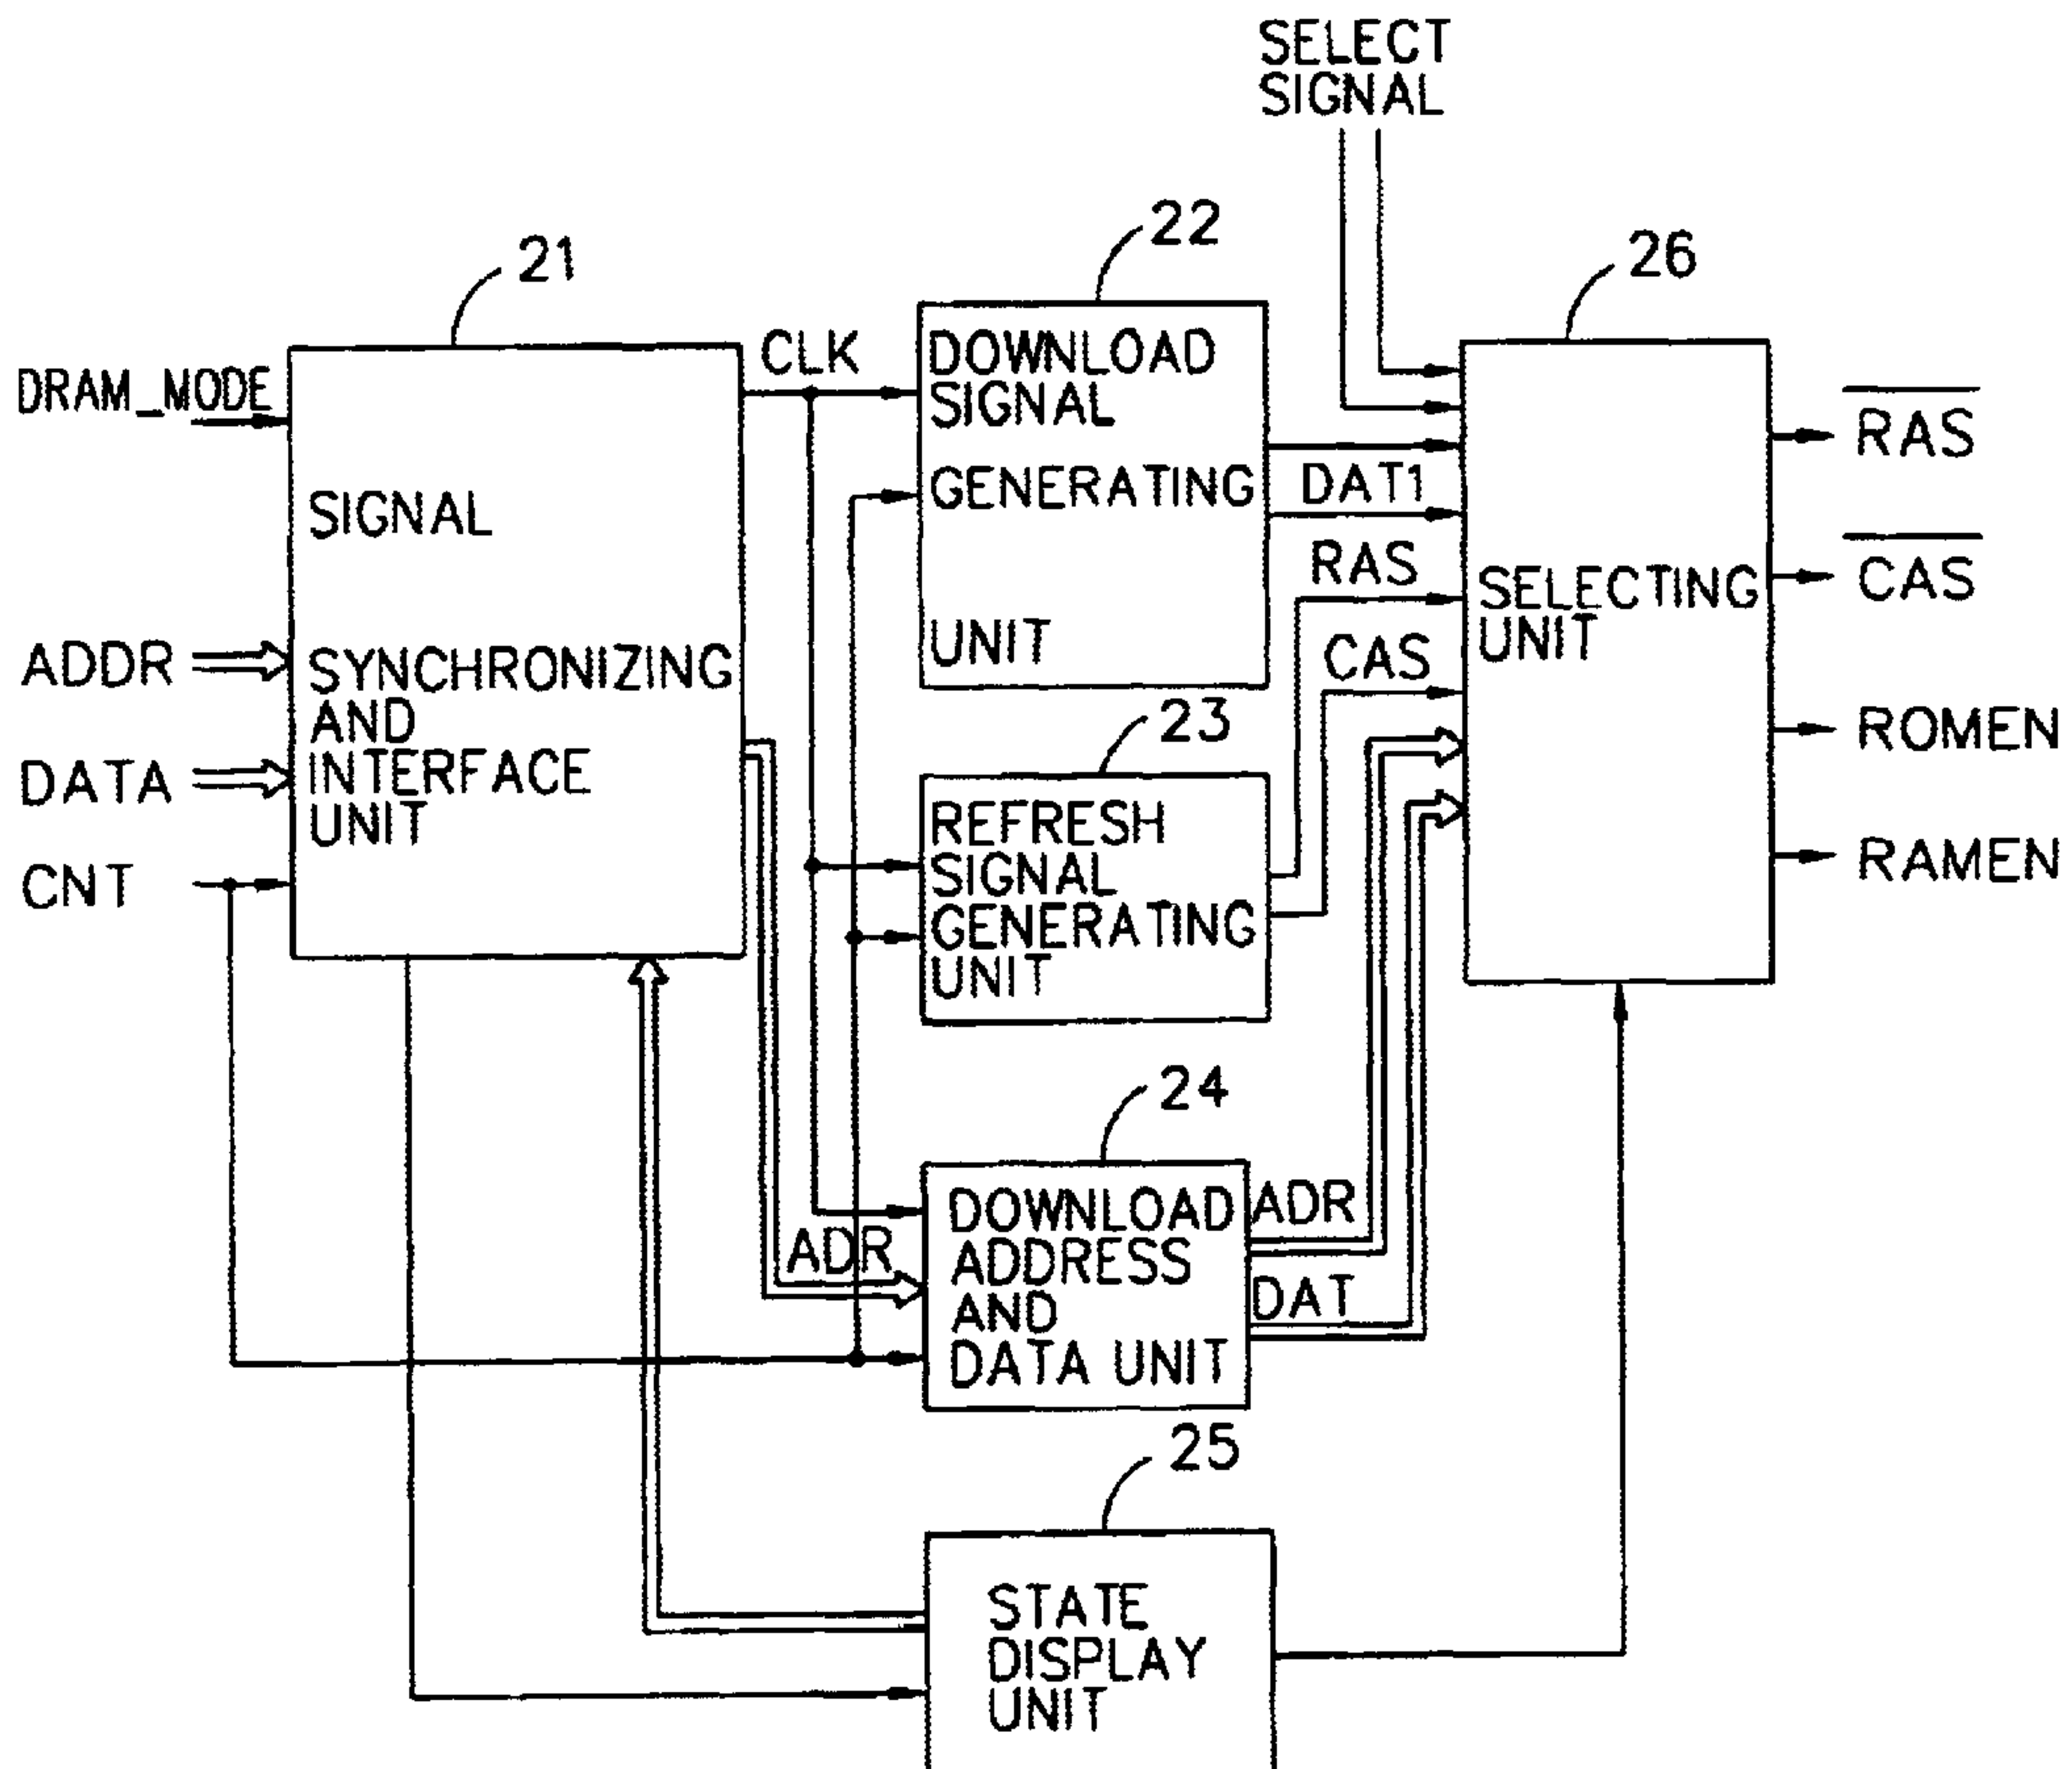 SELECT
SIGNAL
21
22
26
DRAM_MODE
SIGNAL
SYNCHRONIZING
AND
INTERFACE
UNIT
ADDR
DATA
CNT
CLK
DOWNLOAD
SIGNAL
GENERATING
UNIT
DAT1
RAS
CAS
SELECTING
UNIT
RAS
CAS
ROMEN
RAMEN
23
REFRESH
SIGNAL
GENERATING
UNIT
24
ADR
DOWNLOAD
ADDRESS
AND
DATA UNIT
ADR
DAT
25
STATE
DISPLAY
UNIT